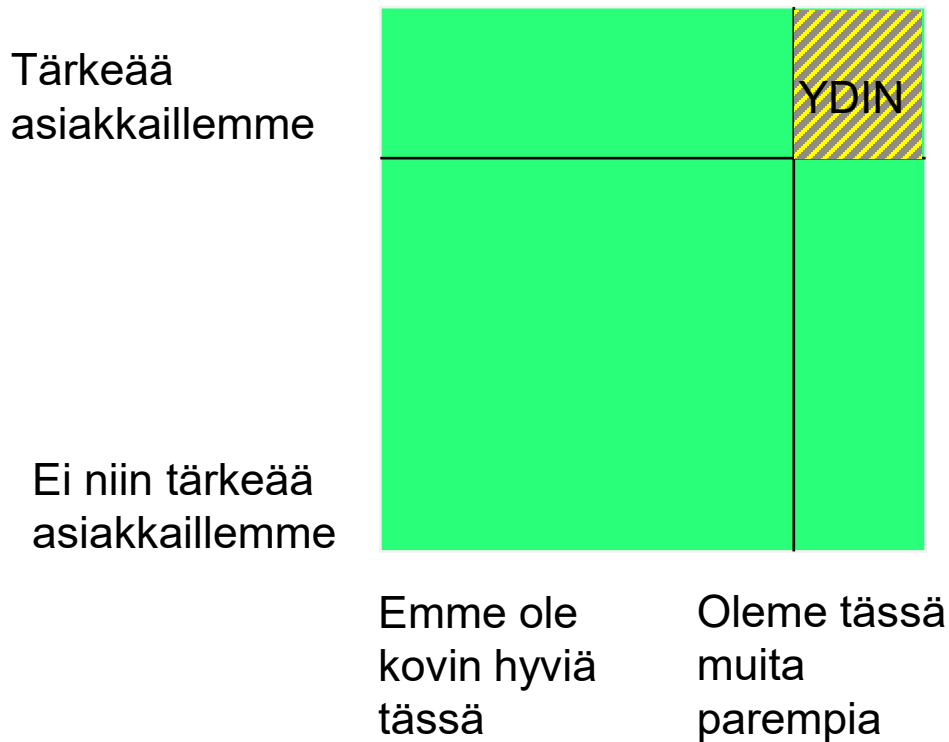 Tärkeää
asiakkaillemme
YDIN
Ei niin tärkeää
asiakkaillemme
Emme ole
kovin hyviä
tässä
Oleme tässä
muita
parempia